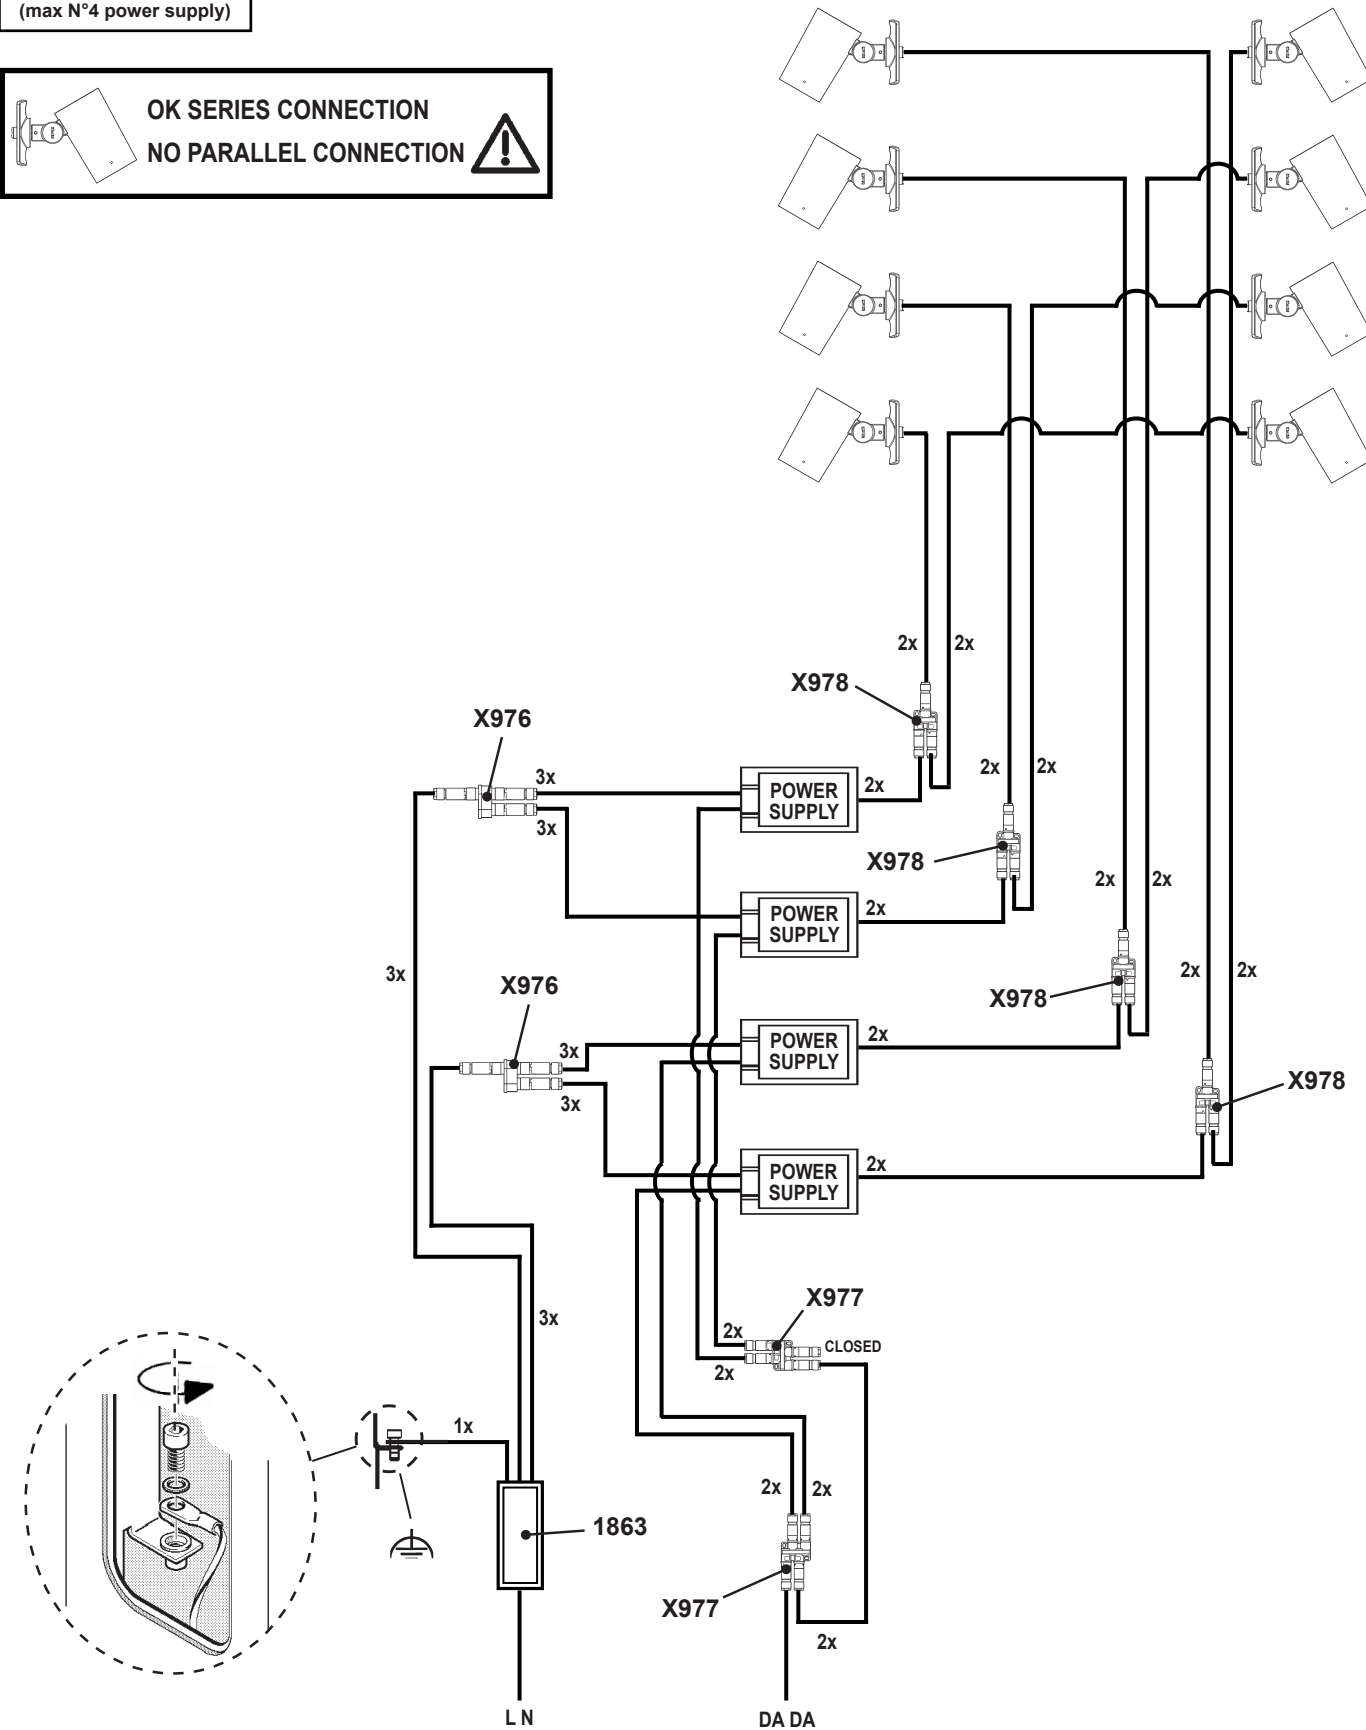 (max N°4 power supply)
OK SERIES CONNECTION
NO PARALLEL CONNECTION
2x
2x
X978
X976
3x
3x
POWER
SUPPLY
2x
2x
2x
X978
2x
2x
POWER
SUPPLY
2x
3x
X976
2x
2x
X978
3x
3x
POWER
SUPPLY
2x
X978
POWER
SUPPLY
2x
3x
X977
2x
2x
CLOSED
1x
2x
2x
1863
X977
2x
L N
DA DA